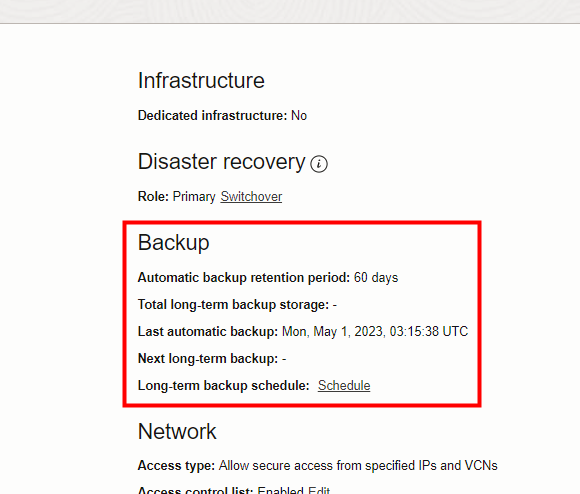 Infrastructure
Dedicated infrastructure: No
Disaster recovery i
Role: Primary Switchover
Backup
Automatic backup retention period: 60 days
Total long-term backup storage: -
Last automatic backup: Mon, May 1, 2023, 03:15:38 UTC
Next long-term backup: -
Long-term backup schedule: Schedule
Network
Access type: Allow secure access from specified IPs and VCNs
Access control list: Enabled Edit